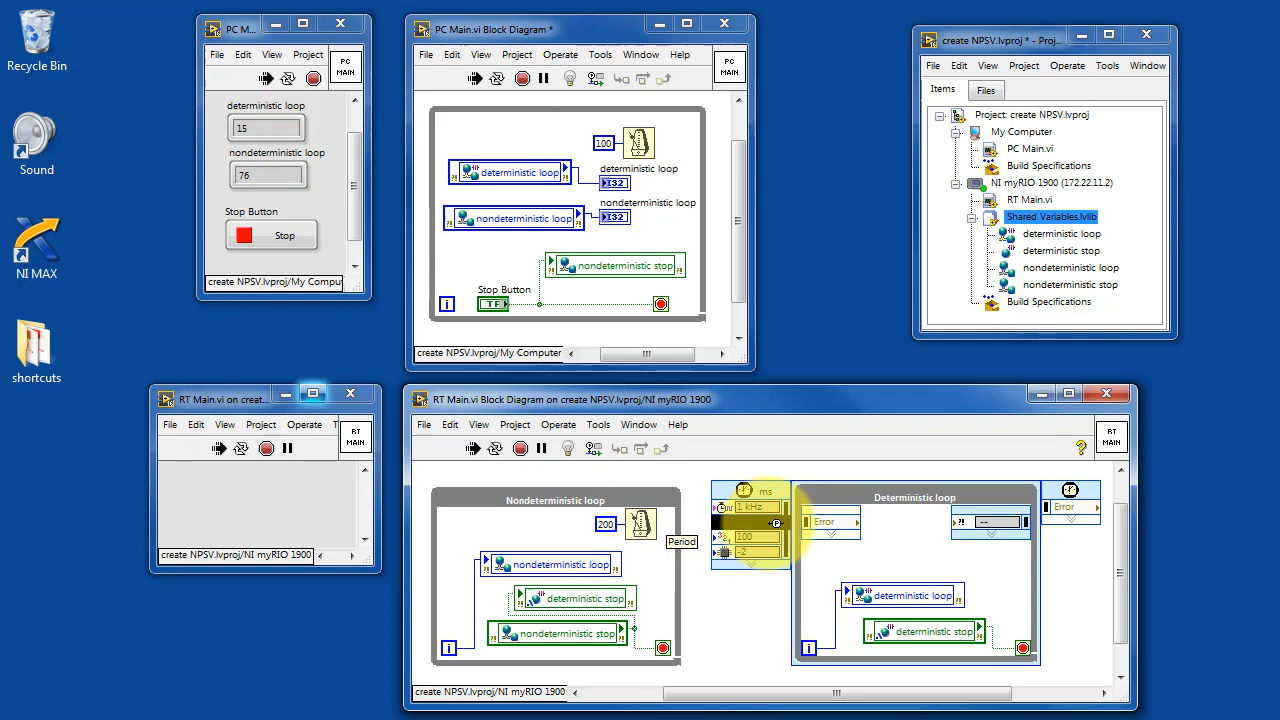 Recycle Bin
Sound
NI MAX
shortcuts
PC M...
File Edit View Project
PC MAIN
deterministic loop
15
nondeterministic loop
76
Stop Button
Stop
create NPSV.lvproj/My Comput
PC Main.vi Block Diagram *
File Edit View Project Operate Tools Window Help
PC MAIN
100
deterministic loop
deterministic loop
I32
nondeterministic loop
nondeterministic loop
I32
nondeterministic stop
Stop Button
TF
i
create NPSV.lvproj/My Computer
create NPSV.lvproj * - Proj...
File Edit View Project Operate Tools Window
Items Files
Project: create NPSV.lvproj
My Computer
PC Main.vi
Build Specifications
NI myRIO 1900 (172.22.11.2)
RT Main.vi
Shared Variables.lvlib
deterministic loop
deterministic stop
nondeterministic loop
nondeterministic stop
Build Specifications
RT Main.vi on creat...
File Edit View Project Operate T
RT MAIN
create NPSV.lvproj/NI myRIO 1900
RT Main.vi Block Diagram on create NPSV.lvproj/NI myRIO 1900
File Edit View Project Operate Tools Window Help
?
RT MAIN
Nondeterministic loop
200
Period
nondeterministic loop
deterministic stop
nondeterministic stop
i
ms
1 kHz
P
100
-2
Deterministic loop
Error
--
Error
deterministic loop
deterministic stop
i
create NPSV.lvproj/NI myRIO 1900